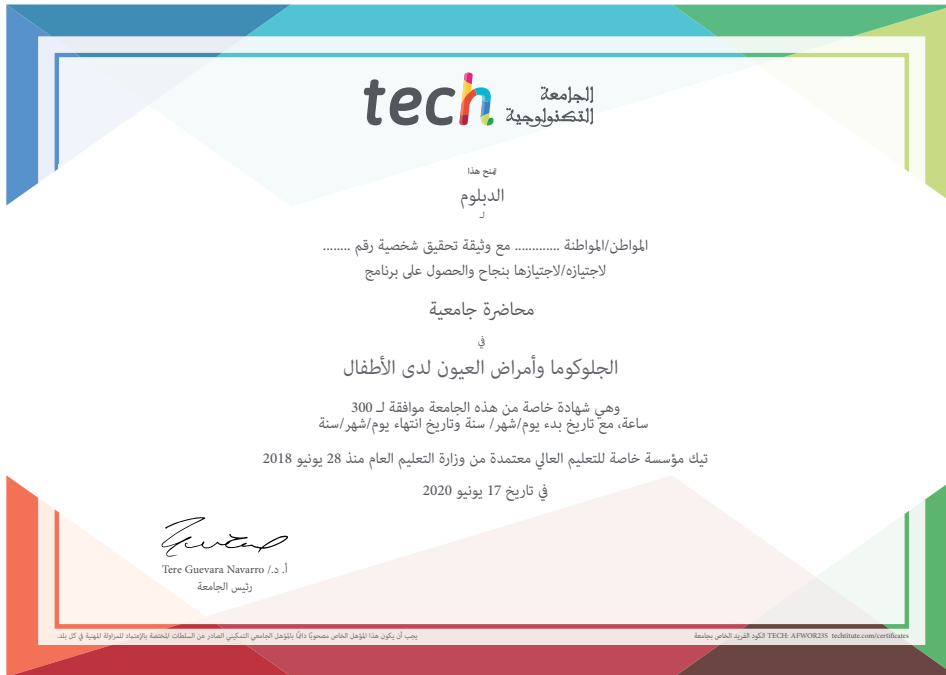 tech الجامعة
التكنولوجية
يمنح هذا
الدبلوم
لـ
المواطن/المواطنة ............ مع وثيقة تحقيق شخصية رقم ........
لاجتيازه/لاجتيازها بنجاح والحصول على برنامج
محاضرة جامعية
في
الجلوكوما وأمراض العيون لدى الأطفال
وهي شهادة خاصة من هذه الجامعة موافقة لـ 300
ساعة، مع تاريخ بدء يوم/شهر/ سنة وتاريخ انتهاء يوم/شهر/سنة
تيك مؤسسة خاصة للتعليم العالي معتمدة من وزارة التعليم العام منذ 28 يونيو 2018
في تاريخ 17 يونيو 2020
أ. د./ Tere Guevara Navarro
رئيس الجامعة
يجب أن يكون هذا المؤهل الخاص مصحوبًا دائمًا بالمؤهل الجامعي التمكيني الصادر عن السلطات المختصة بالإعتماد للمزاولة المهنية في كل بلد.
الكود الفريد الخاص بجامعة TECH: AFWOR23S techtitute.com/certificates